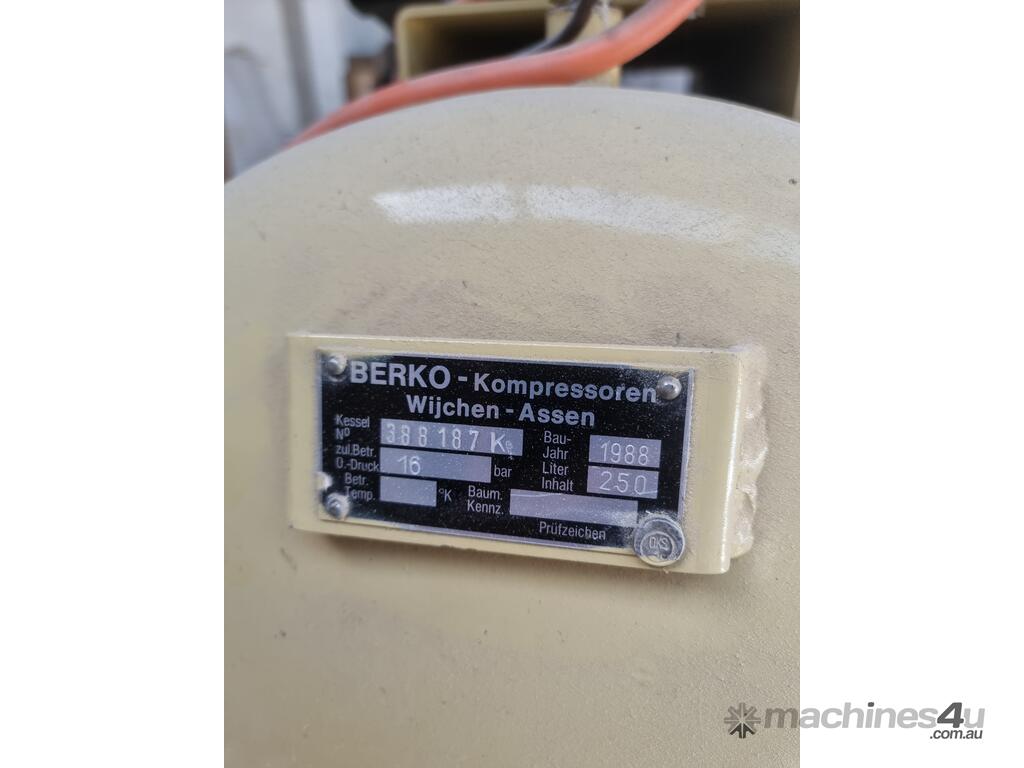 BERKO - Kompressoren
Wijchen - Assen
Kessel Nº 388187K Bau-Jahr 1988
zul.Betr. Ü.-Druck 16 bar Liter Inhalt 250
Betr. Temp. °K Baum. Kennz.
Prüfzeichen
machines4u
.com.au